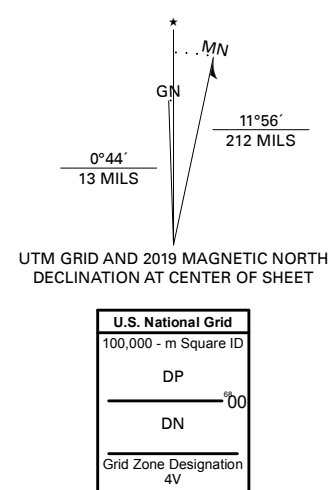 ★
MN
GN
11°56´
212 MILS
0°44´
13 MILS
UTM GRID AND 2019 MAGNETIC NORTH
DECLINATION AT CENTER OF SHEET
U.S. National Grid
100,000 - m Square ID
DP
⁶⁸00
DN
Grid Zone Designation
4V